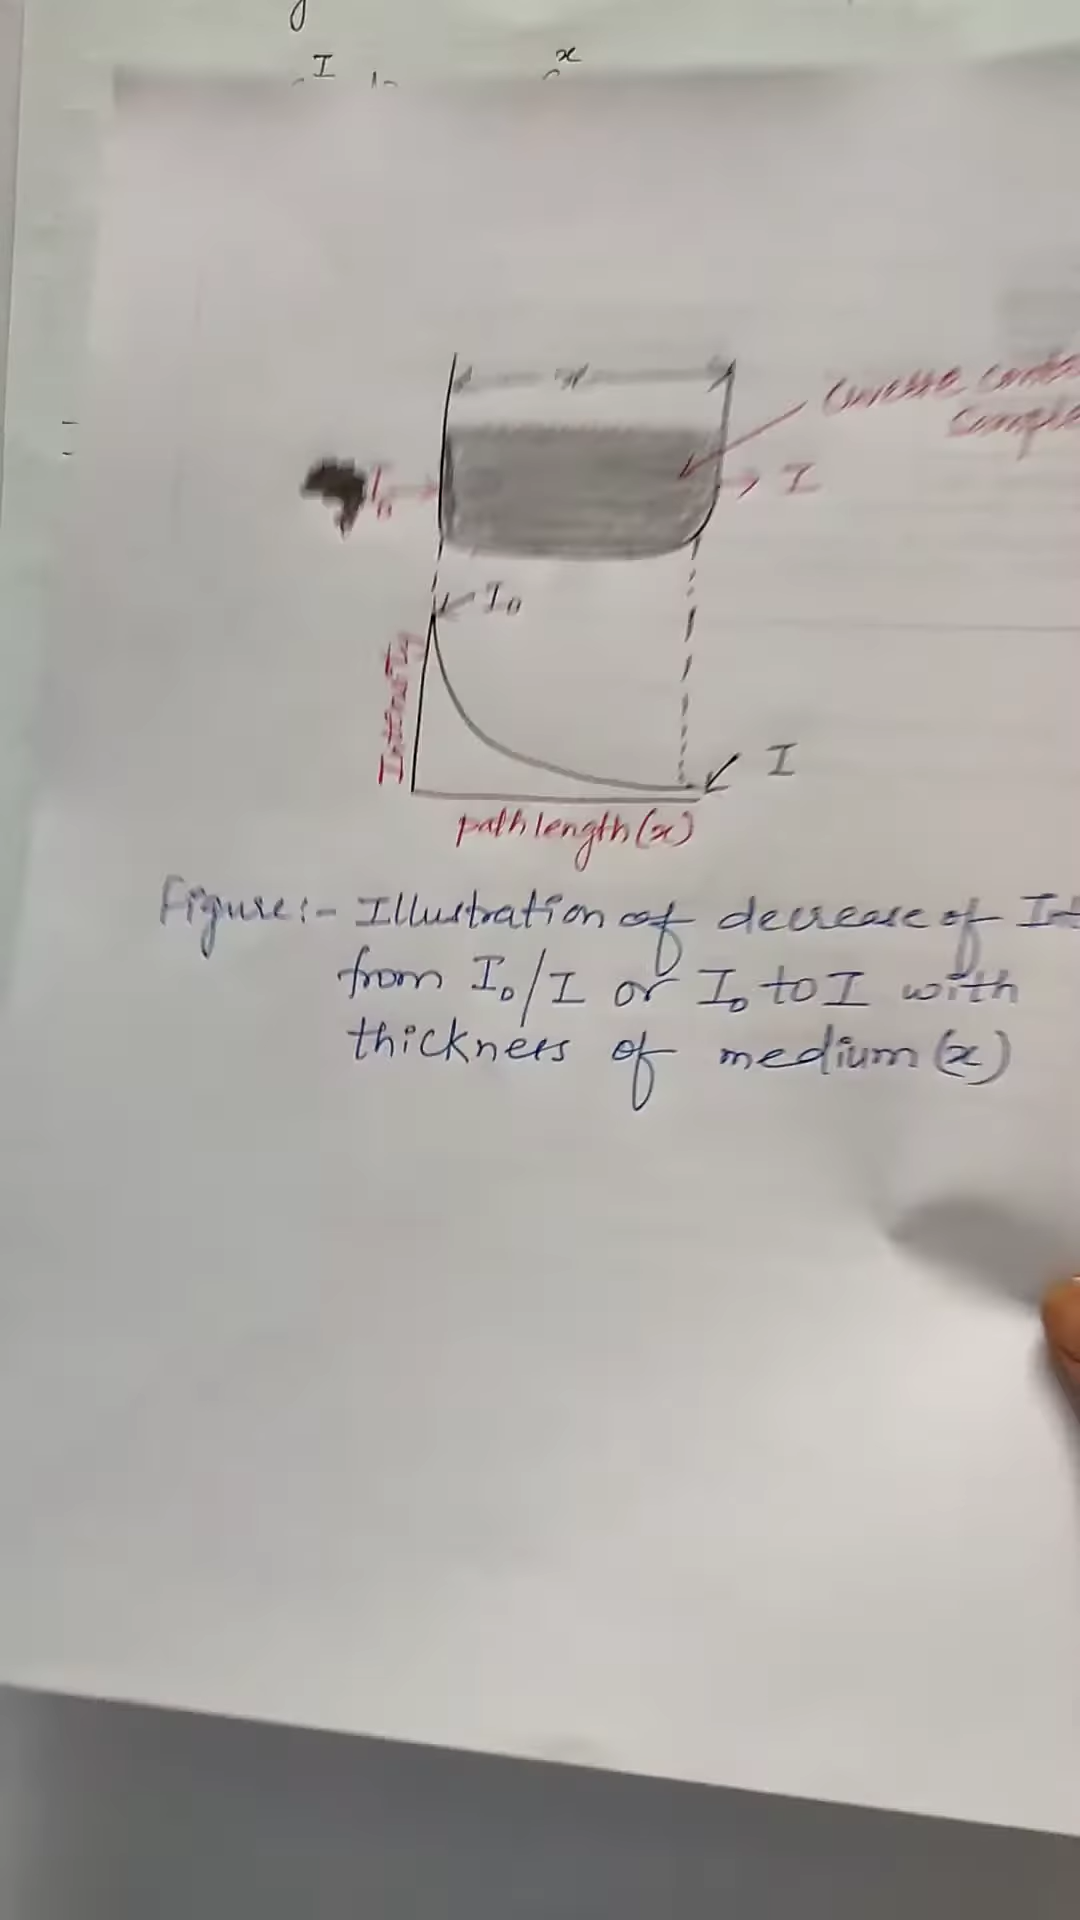 I x
x
I₀ → I
I₀
Intensity
I
path length (x)
Figure:- Illustration of decrease of
from I₀/I or I₀ to I with
thickness of medium (x)